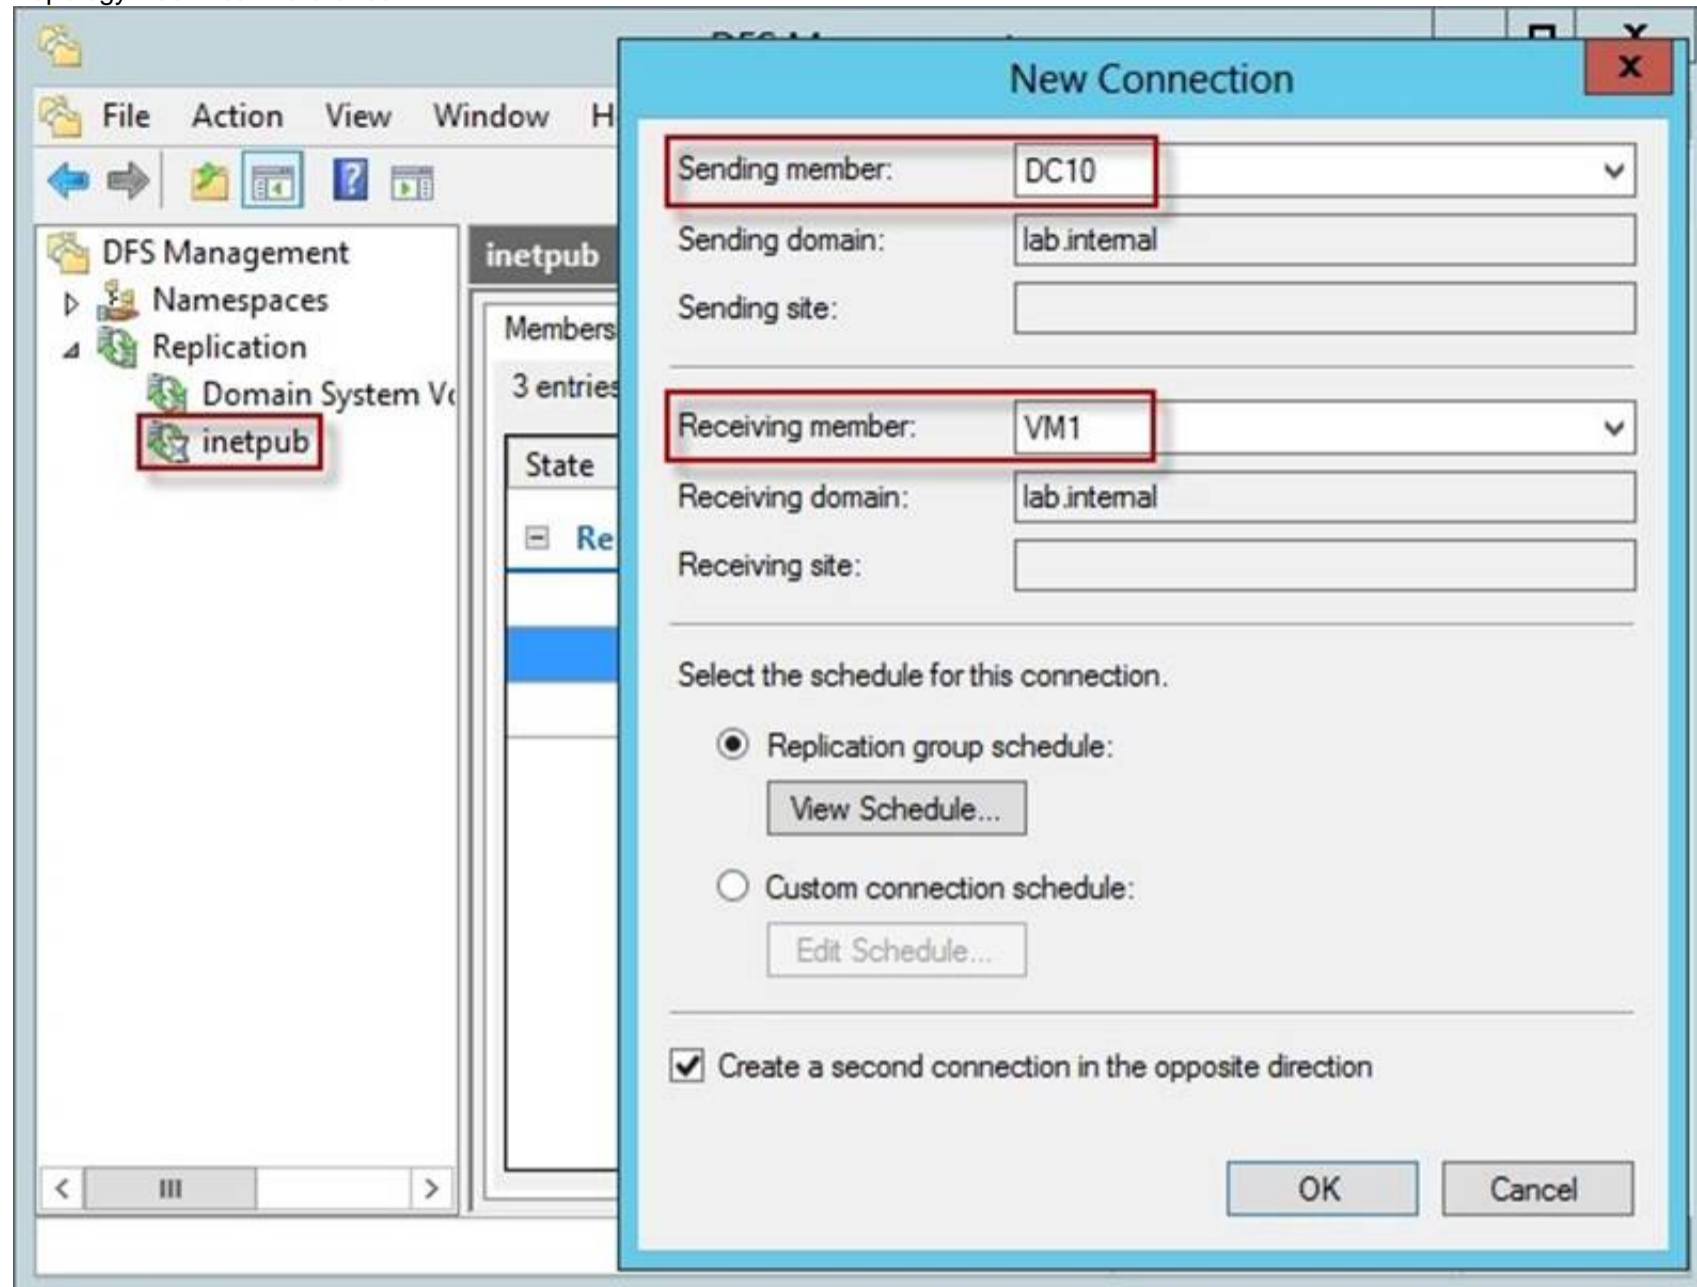 New Connection
File Action View Window
Sending member: DC10
Sending domain: lab.internal
Sending site:
DFS Management
Namespaces
Replication
Domain System
inetpub
inetpub
Members
3 entries
State
Receiving member: VM1
Receiving domain: lab.internal
Receiving site:
Select the schedule for this connection.
Replication group schedule:
View Schedule...
Custom connection schedule:
Edit Schedule...
Create a second connection in the opposite direction
OK Cancel